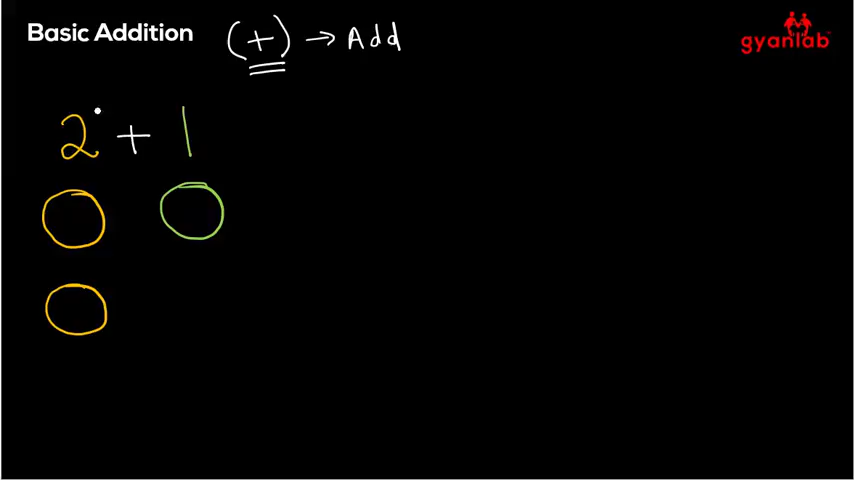 Basic Addition (+) → Add
gyanlab
2 + 1